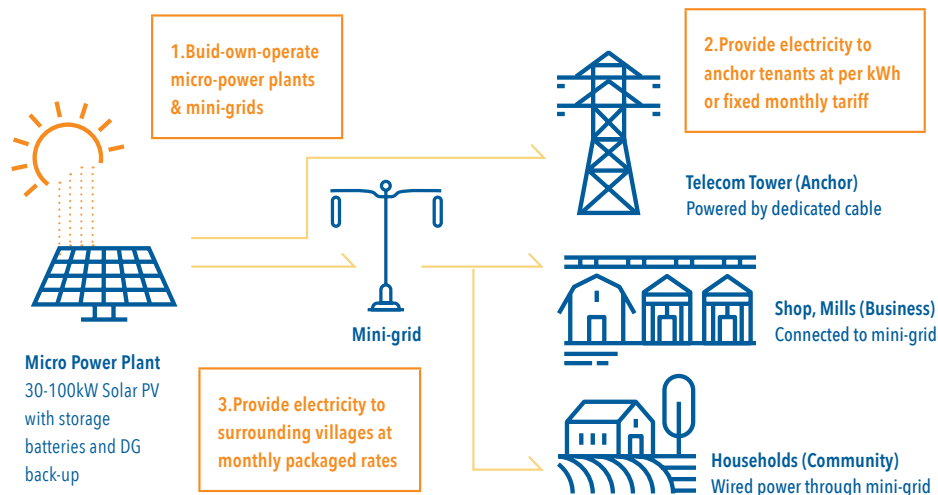 1.Buid-own-operate
micro-power plants
& mini-grids
2.Provide electricity to
anchor tenants at per kWh
or fixed monthly tariff
Telecom Tower (Anchor)
Powered by dedicated cable
Mini-grid
Shop, Mills (Business)
Connected to mini-grid
Micro Power Plant
30-100kW Solar PV
with storage
batteries and DG
back-up
3.Provide electricity to
surrounding villages at
monthly packaged rates
Households (Community)
Wired power through mini-grid